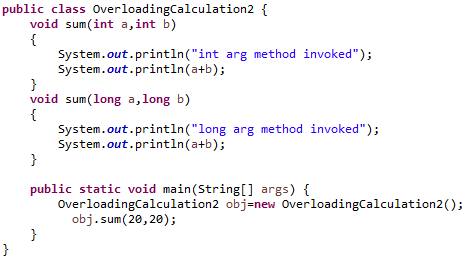 public class OverloadingCalculation2 {
    void sum(int a,int b)
    {
        System.out.println("int arg method invoked");
        System.out.println(a+b);
    }
    void sum(long a,long b)
    {
        System.out.println("long arg method invoked");
        System.out.println(a+b);
    }

    public static void main(String[] args) {
        OverloadingCalculation2 obj=new OverloadingCalculation2();
          obj.sum(20,20);
    }
}